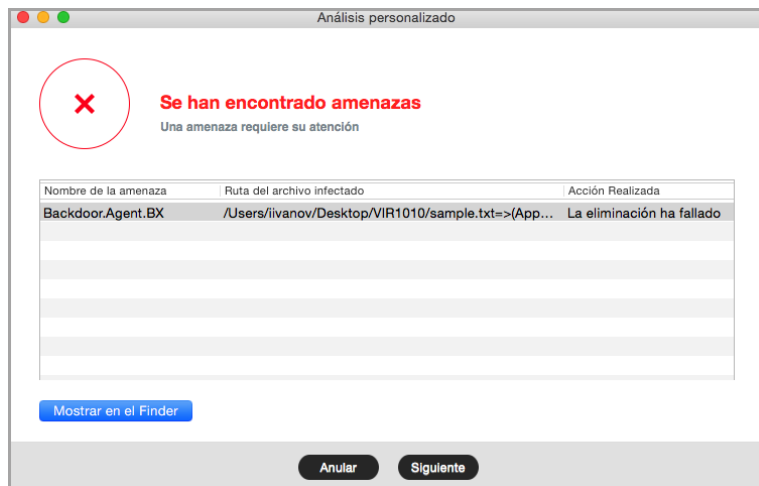 Análisis personalizado
Se han encontrado amenazas
Una amenaza requiere su atención
Nombre de la amenaza Ruta del archivo infectado Acción Realizada
Backdoor.Agent.BX /Users/iivanov/Desktop/VIR1010/sample.txt=>(App... La eliminación ha fallado
Mostrar en el Finder
Anular Siguiente